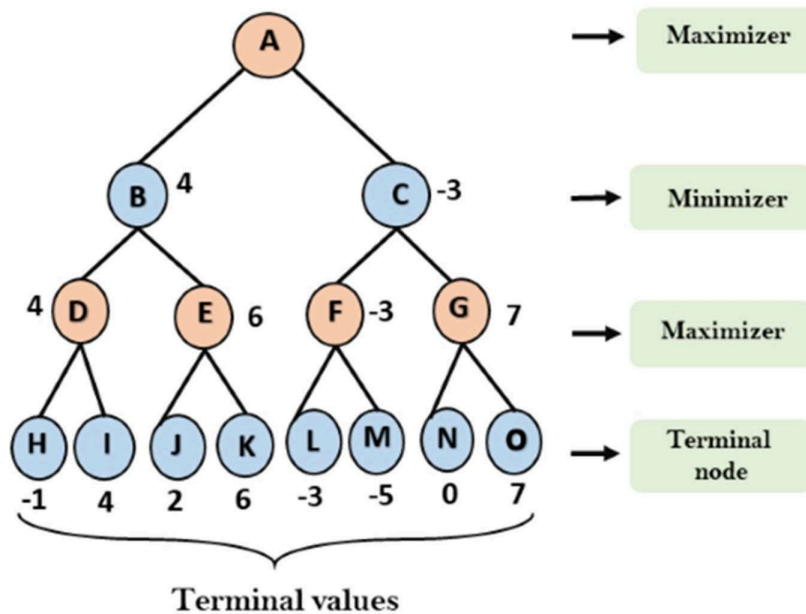 A
Maximizer
B
4
C
-3
Minimizer
4
D
E
6
F
-3
G
7
Maximizer
H
I
J
K
L
M
N
O
Terminal
node
-1
4
2
6
-3
-5
0
7
Terminal values